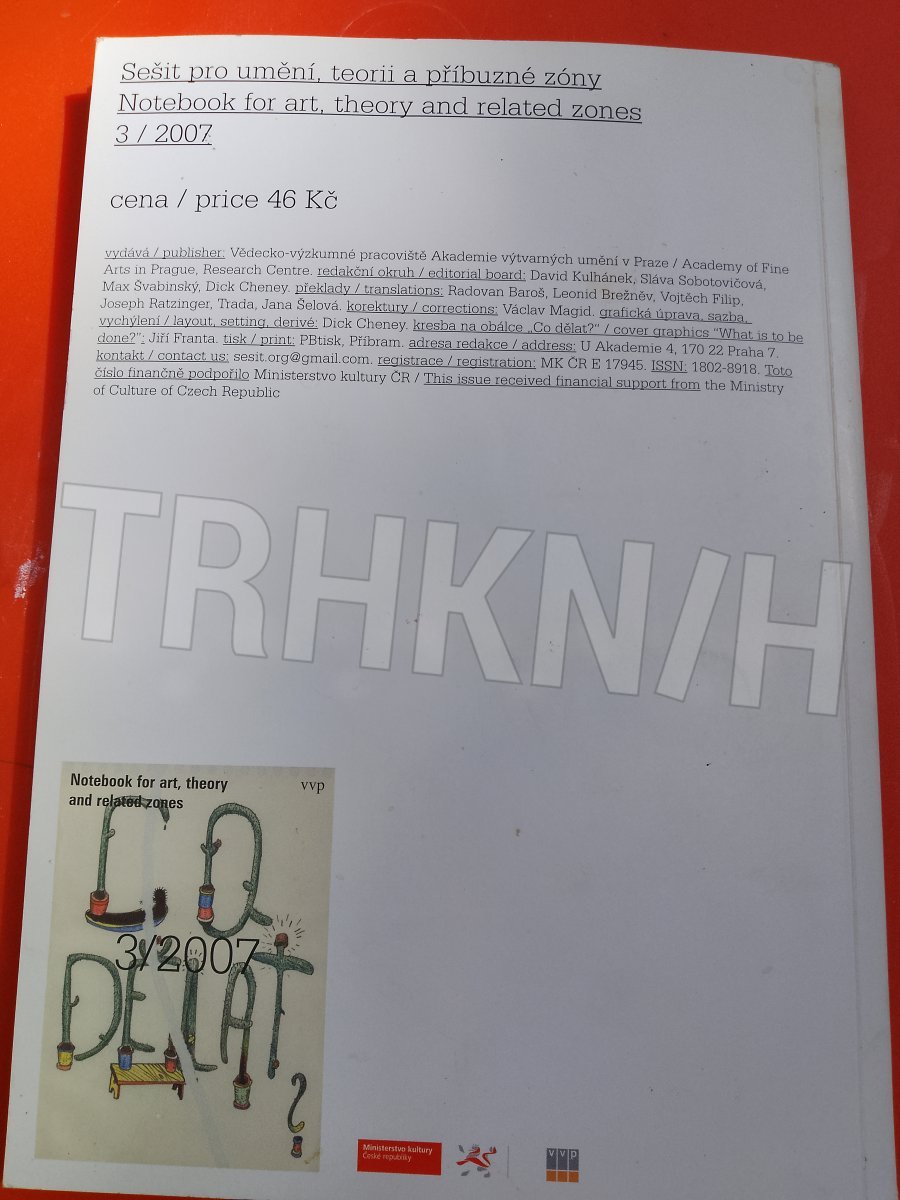 Sešit pro umění, teorii a příbuzné zóny
Notebook for art, theory and related zones
3 / 2007
cena / price 46 Kč
vydává / publisher: Vědecko-výzkumné pracoviště Akademie výtvarných umění v Praze / Academy of Fine
Arts in Prague, Research Centre. redakční okruh / editorial board: David Kulhánek, Sláva Sobotovičová,
Max Švabinský, Dick Cheney. překlady / translations: Radovan Baroš, Leonid Brežněv, Vojtěch Filip,
Joseph Ratzinger, Trada, Jana Šelová. korektury / corrections: Václav Magid. grafická úprava, sazba,
vychýlení / layout, setting, derivé: Dick Cheney. kresba na obálce „Co dělat?“ / cover graphics “What is to be
done?”: Jiří Franta. tisk / print: PBtisk, Příbram. adresa redakce / address: U Akademie 4, 170 22 Praha 7.
kontakt / contact us: sesit.org@gmail.com. registrace / registration: MK ČR E 17945. ISSN: 1802-8918. Toto
číslo finančně podpořilo Ministerstvo kultury ČR / This issue received financial support from the Ministry
of Culture of Czech Republic
TRHKNIH
Notebook for art, theory
and related zones
vvp
CO
3/2007
DĚLAT?
Ministerstvo kultury
České republiky
vvp